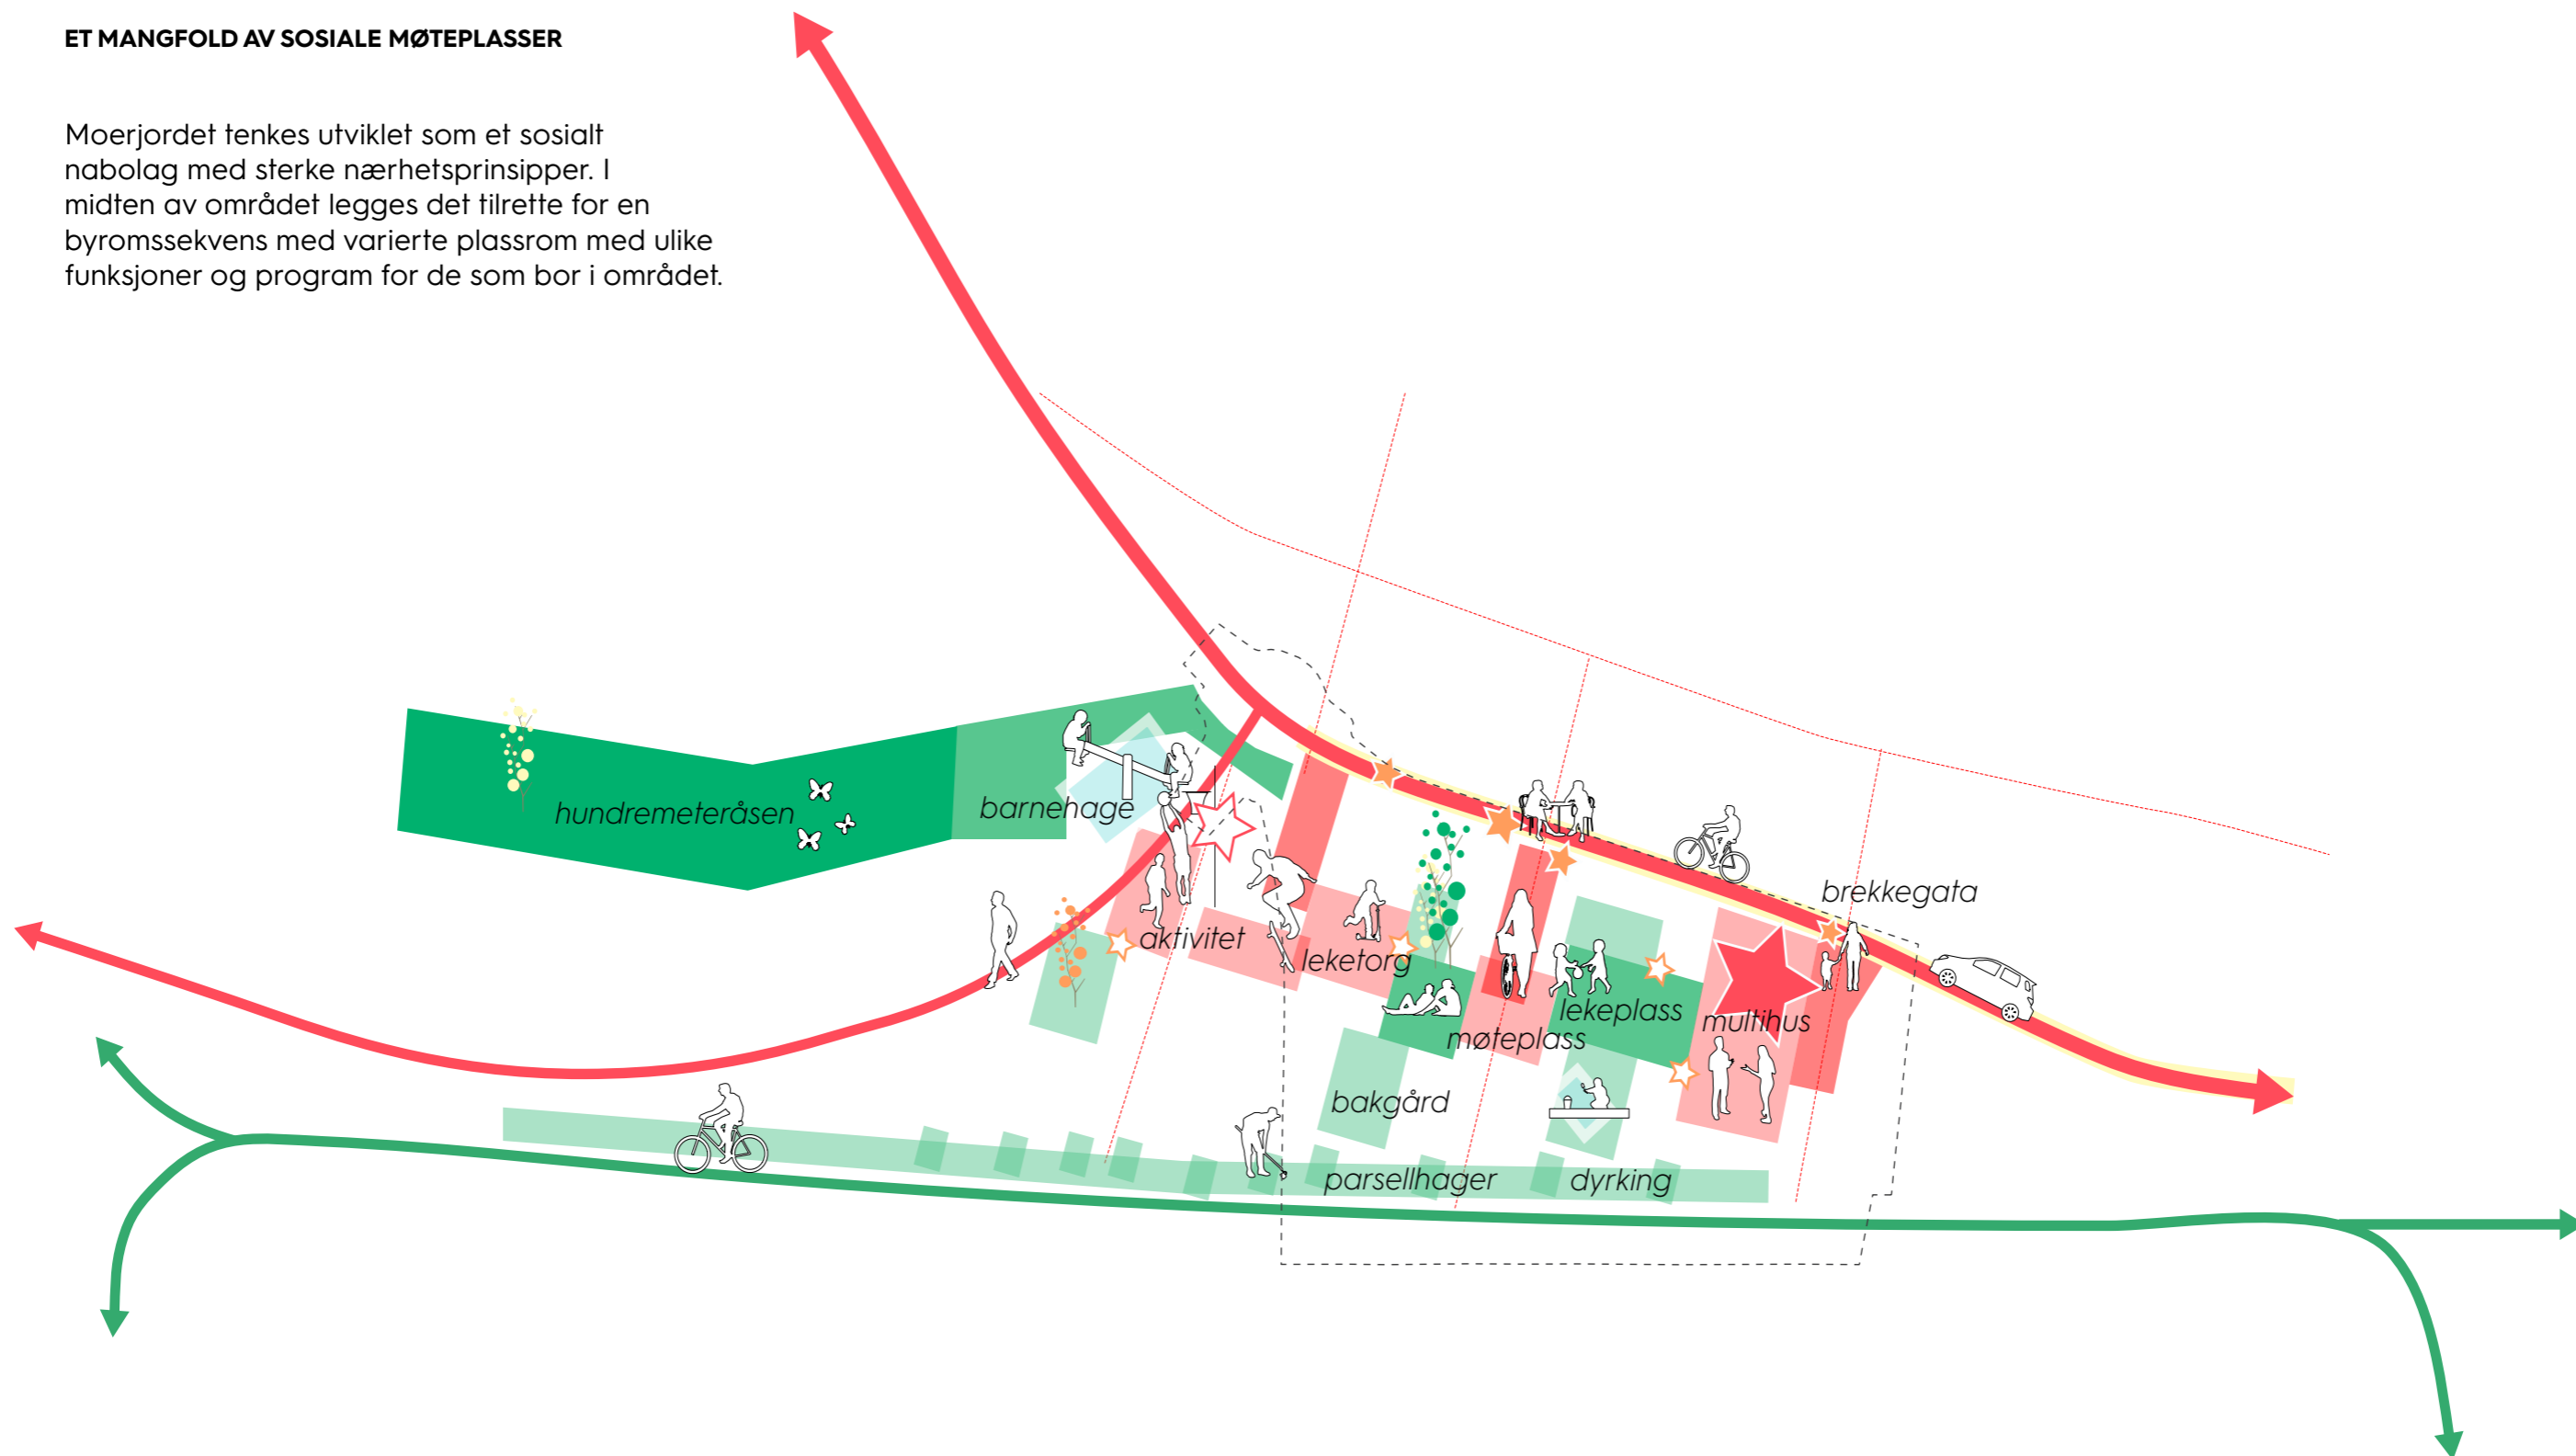 ET MANGFOLD AV SOSIALE MØTEPLASSER
Moerjordet tenkes utviklet som et sosialt
nabolag med sterke nærhetsprinsipper. I
midten av området legges det tilrette for en
byromssekvens med varierte plassrom med ulike
funksjoner og program for de som bor i området.
hundremeteråsen
barnehage
brekkegata
aktivitet
leketorg
lekeplass
multihus
møteplass
bakgård
parsellhager
dyrking